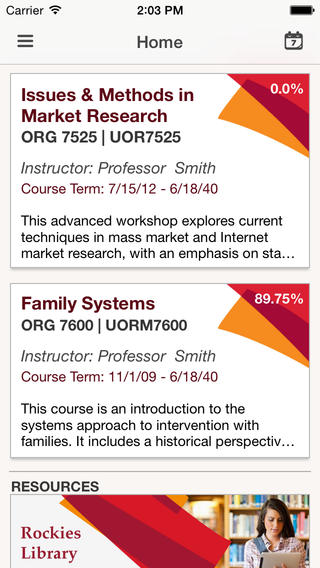 Carrier 2:03 PM
Home
7
0.0%
Issues & Methods in
Market Research
ORG 7525 | UOR7525
Instructor: Professor  Smith
Course Term: 7/15/12 - 6/18/40
This advanced workshop explores current
techniques in mass market and Internet
market research, with an emphasis on sta…
89.75%
Family Systems
ORG 7600 | UORM7600
Instructor: Professor  Smith
Course Term: 11/1/09 - 6/18/40
This course is an introduction to the
systems approach to intervention with
families. It includes a historical perspectiv…
RESOURCES
Rockies
Library